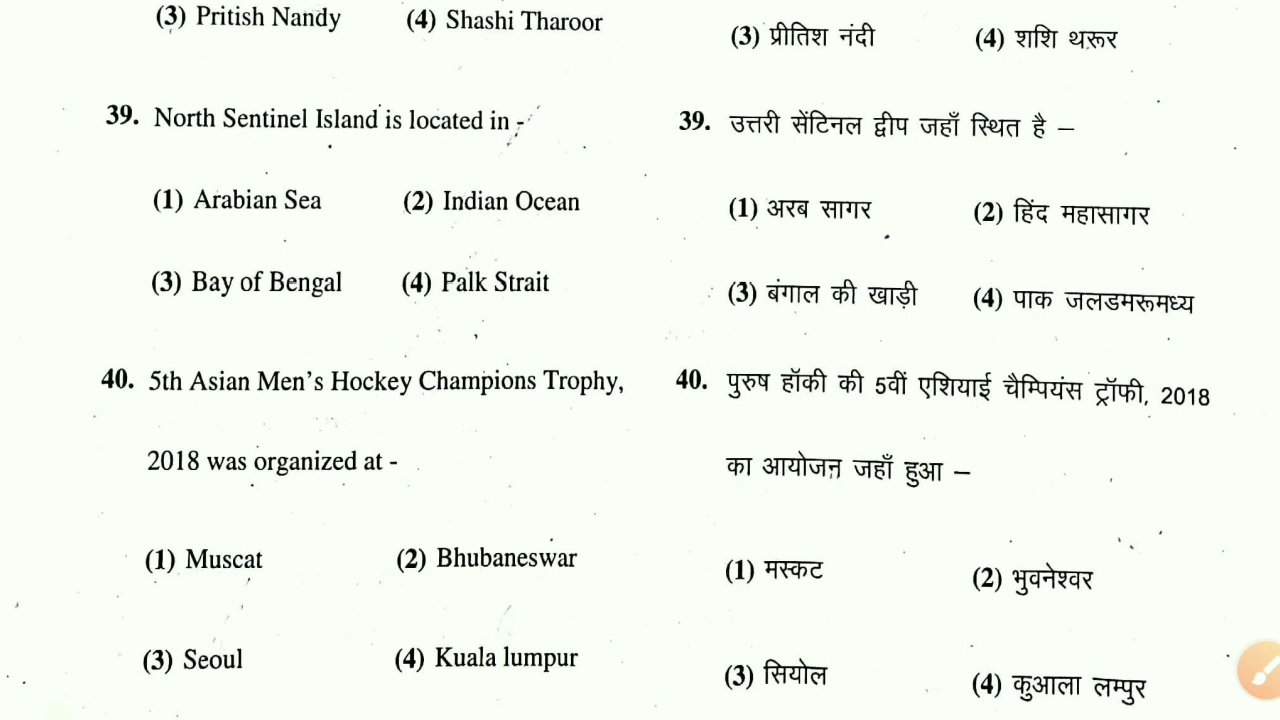 (3) Pritish Nandy (4) Shashi Tharoor
39. North Sentinel Island is located in -
(1) Arabian Sea (2) Indian Ocean
(3) Bay of Bengal (4) Palk Strait
40. 5th Asian Men's Hockey Champions Trophy,
2018 was organized at -
(1) Muscat (2) Bhubaneswar
(3) Seoul (4) Kuala lumpur
(3) प्रीतिश नंदी (4) शशि थरूर
39. उत्तरी सेंटिनल द्वीप जहाँ स्थित है –
(1) अरब सागर (2) हिंद महासागर
(3) बंगाल की खाड़ी (4) पाक जलडमरूमध्य
40. पुरुष हॉकी की 5वीं एशियाई चैम्पियंस ट्रॉफी, 2018
का आयोजन जहाँ हुआ –
(1) मस्कट (2) भुवनेश्वर
(3) सियोल (4) कुआला लम्पुर